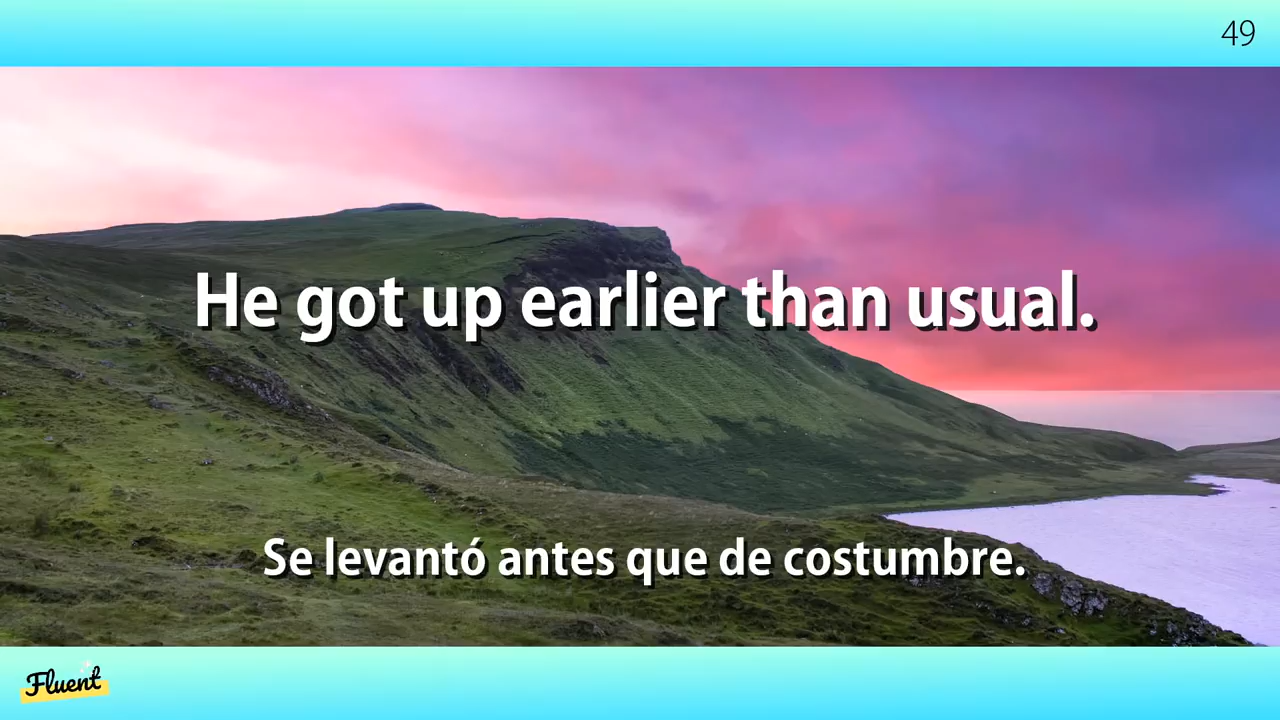 49
He got up earlier than usual.
Se levantó antes que de costumbre.
Fluent